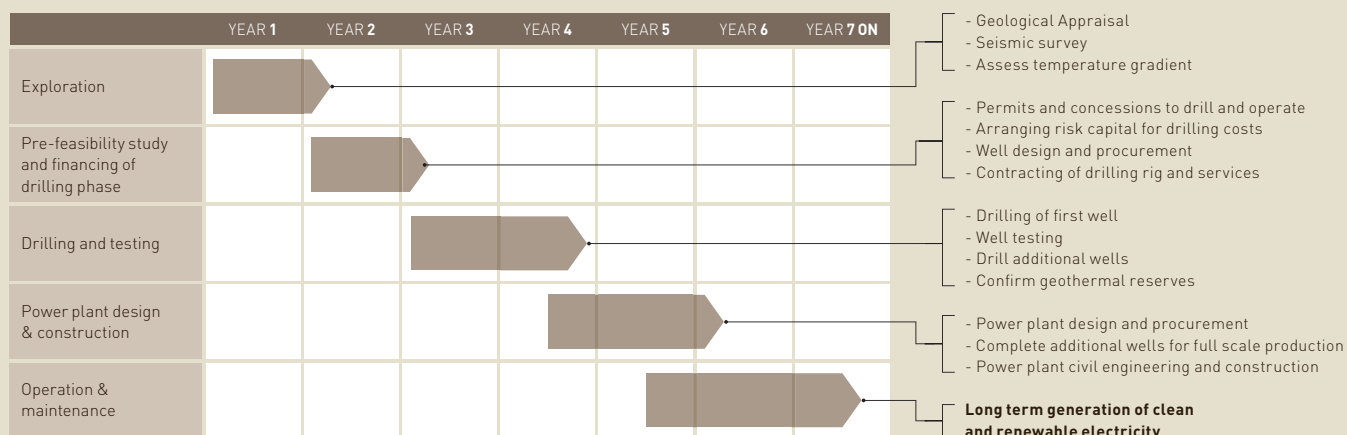 YEAR 1 YEAR 2 YEAR 3 YEAR 4 YEAR 5 YEAR 6 YEAR 7 ON
Exploration
- Geological Appraisal
- Seismic survey
- Assess temperature gradient
Pre-feasibility study
and financing of
drilling phase
- Permits and concessions to drill and operate
- Arranging risk capital for drilling costs
- Well design and procurement
- Contracting of drilling rig and services
Drilling and testing
- Drilling of first well
- Well testing
- Drill additional wells
- Confirm geothermal reserves
Power plant design
& construction
- Power plant design and procurement
- Complete additional wells for full scale production
- Power plant civil engineering and construction
Operation &
maintenance
Long term generation of clean
and renewable electricity